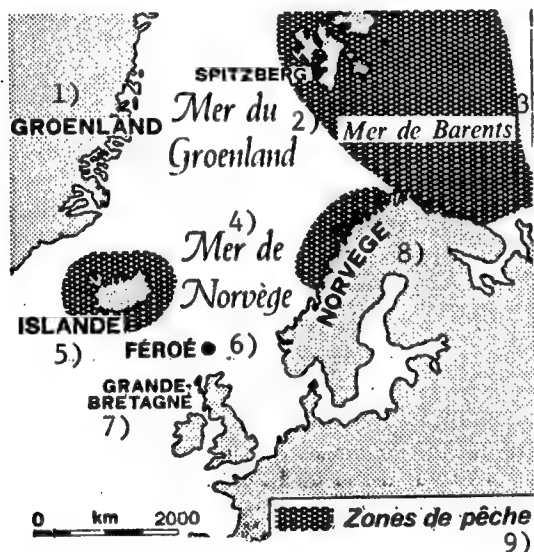 SPITZBERG
1)
GROENLAND
Mer du
2)
Groenland
Mer de Barents
3
4)
Mer de
Norvège
NORVÈGE
8)
ISLANDE
5)
FÉROÉ
6)
GRANDE-
BRETAGNE
7)
0 km 2000
Zones de pêche
9)